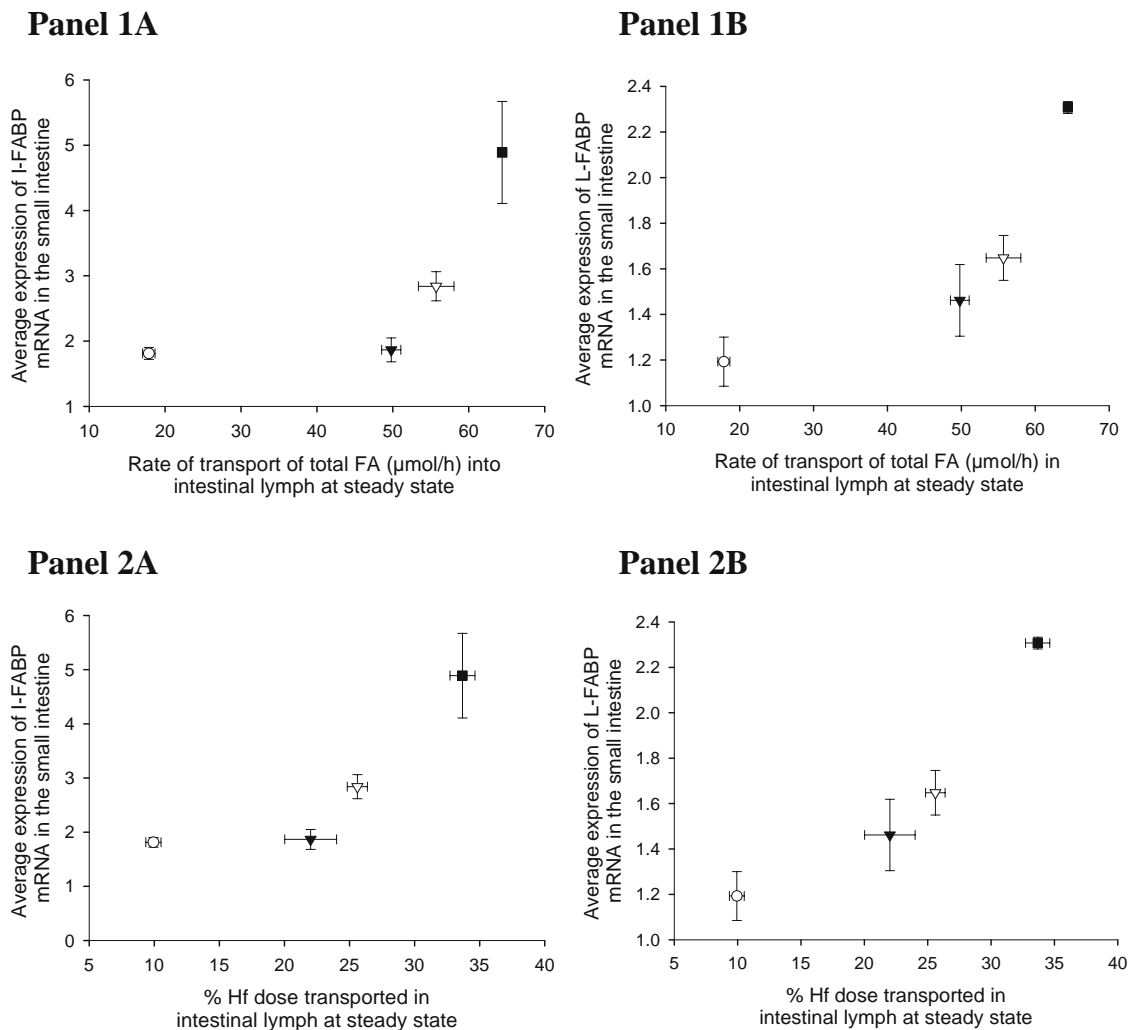 Panel 1A
Average expression of I-FABP
mRNA in the small intestine
6
5
4
3
2
1
10 20 30 40 50 60 70
Rate of transport of total FA (µmol/h) into
intestinal lymph at steady state
Panel 1B
Average expression of L-FABP
mRNA in the small intestine
2.4
2.2
2.0
1.8
1.6
1.4
1.2
1.0
10 20 30 40 50 60 70
Rate of transport of total FA (µmol/h) in
intestinal lymph at steady state
Panel 2A
Average expression of I-FABP
mRNA in the small intestine
6
5
4
3
2
1
0
5 10 15 20 25 30 35 40
% Hf dose transported in
intestinal lymph at steady state
Panel 2B
Average expression of L-FABP
mRNA in the small intestine
2.4
2.2
2.0
1.8
1.6
1.4
1.2
1.0
5 10 15 20 25 30 35 40
% Hf dose transported in
intestinal lymph at steady state